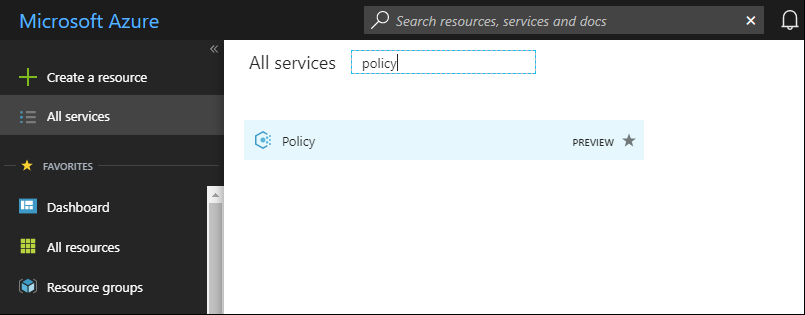 Microsoft Azure
Search resources, services and docs
Create a resource
All services
FAVORITES
Dashboard
All resources
Resource groups
All services policy
Policy PREVIEW